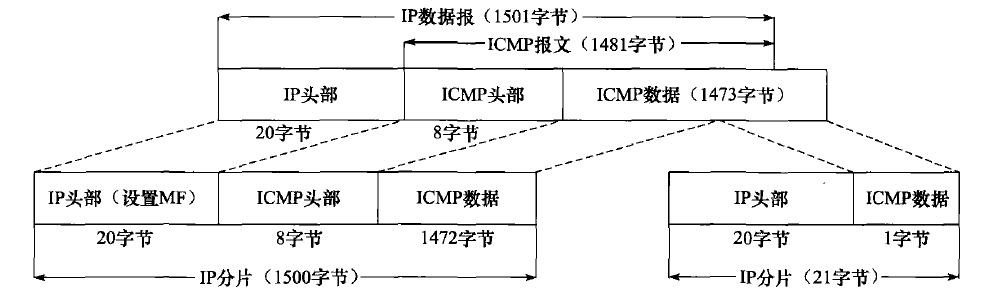 IP数据报（1501字节）
ICMP报文（1481字节）
IP头部 ICMP头部 ICMP数据（1473字节）
20字节 8字节
IP头部（设置MF） ICMP头部 ICMP数据 IP头部 ICMP数据
20字节 8字节 1472字节 20字节 1字节
IP分片（1500字节） IP分片（21字节）